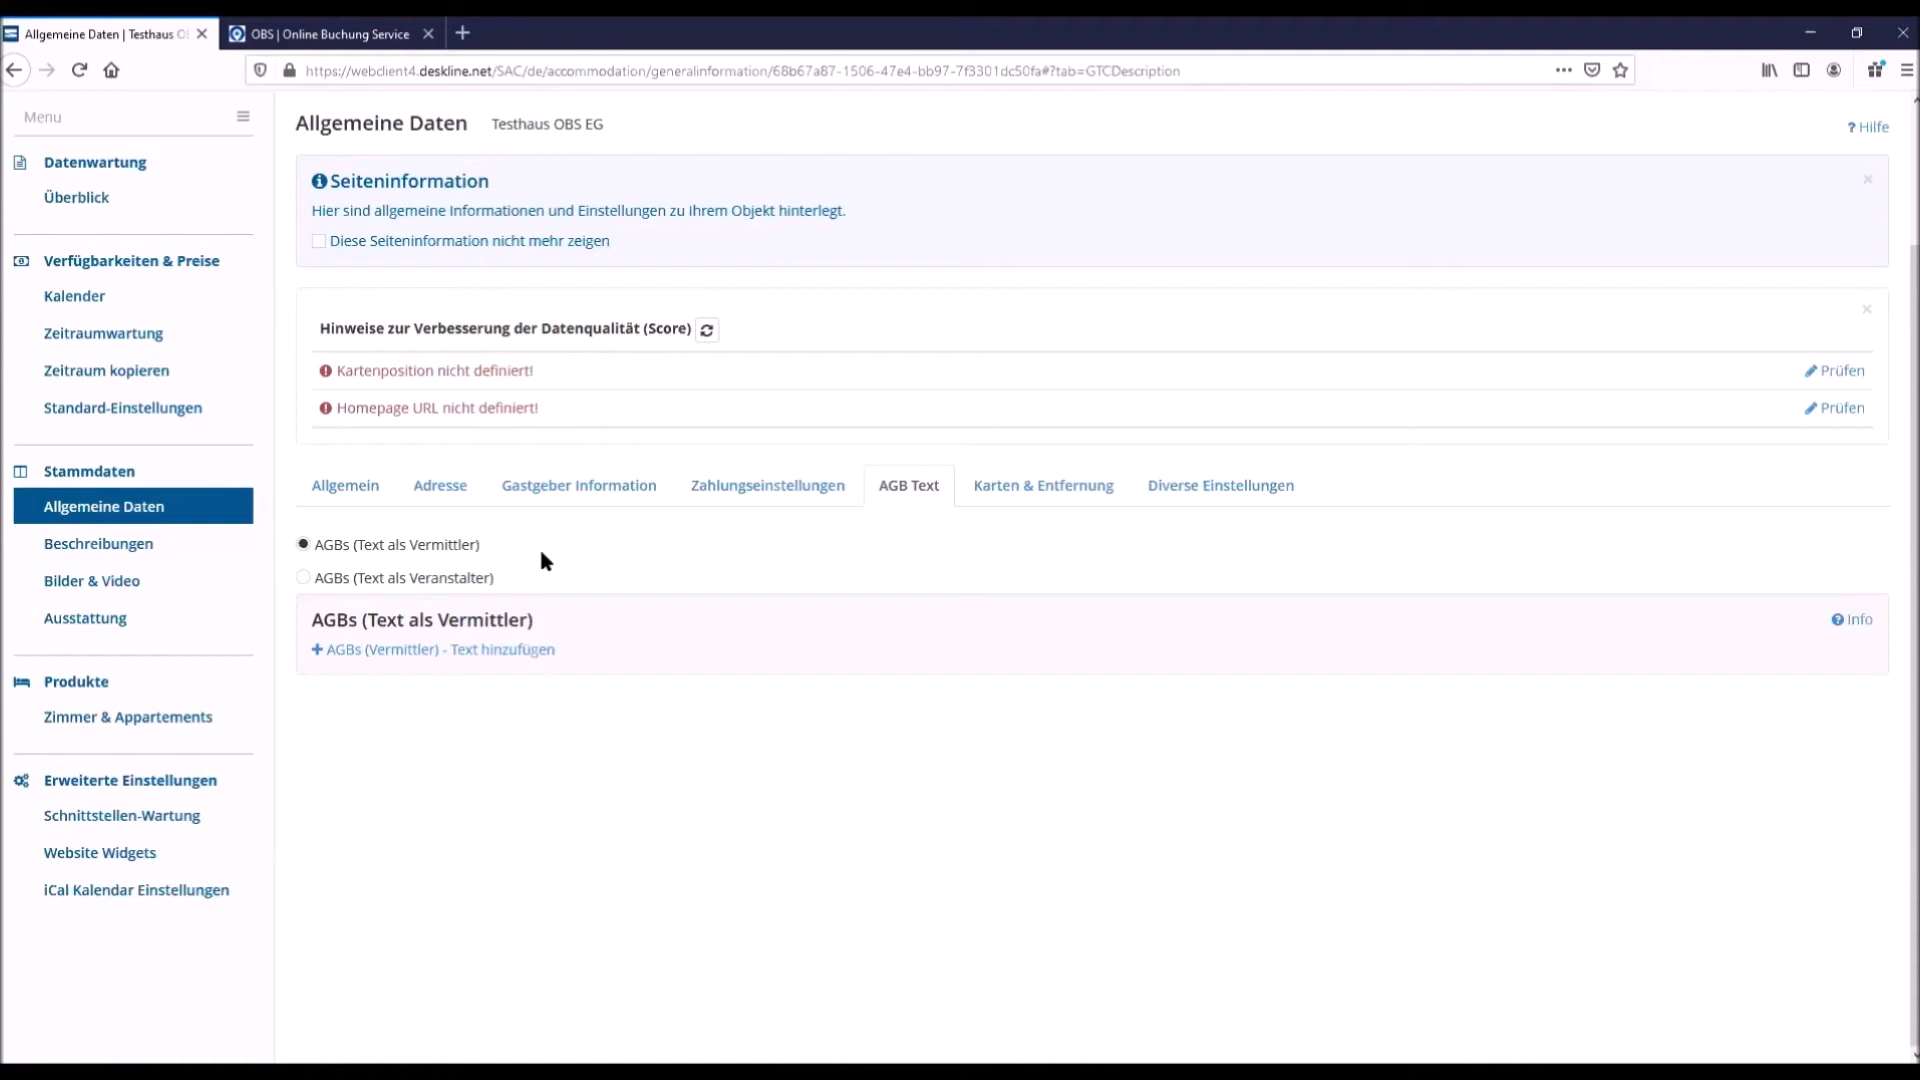 Allgemeine Daten | Testhaus OB
OBS | Online Buchung Service
https://webclient4.deskline.net/SAC/de/accommodation/generalinformation/68b67a87-1506-47e4-bb97-7f3301dc50fa#?tab=GTCDescription
Menu
Datenwartung
Überblick
Verfügbarkeiten & Preise
Kalender
Zeitraumwartung
Zeitraum kopieren
Standard-Einstellungen
Stammdaten
Allgemeine Daten
Beschreibungen
Bilder & Video
Ausstattung
Produkte
Zimmer & Appartements
Erweiterte Einstellungen
Schnittstellen-Wartung
Website Widgets
iCal Kalendar Einstellungen
Allgemeine Daten Testhaus OBS EG
? Hilfe
Seiteninformation
Hier sind allgemeine Informationen und Einstellungen zu Ihrem Objekt hinterlegt.
Diese Seiteninformation nicht mehr zeigen
Hinweise zur Verbesserung der Datenqualität (Score)
Kartenposition nicht definiert! Prüfen
Homepage URL nicht definiert! Prüfen
Allgemein Adresse Gastgeber Information Zahlungseinstellungen AGB Text Karten & Entfernung Diverse Einstellungen
AGBs (Text als Vermittler)
AGBs (Text als Veranstalter)
AGBs (Text als Vermittler) Info
+ AGBs (Vermittler) - Text hinzufügen